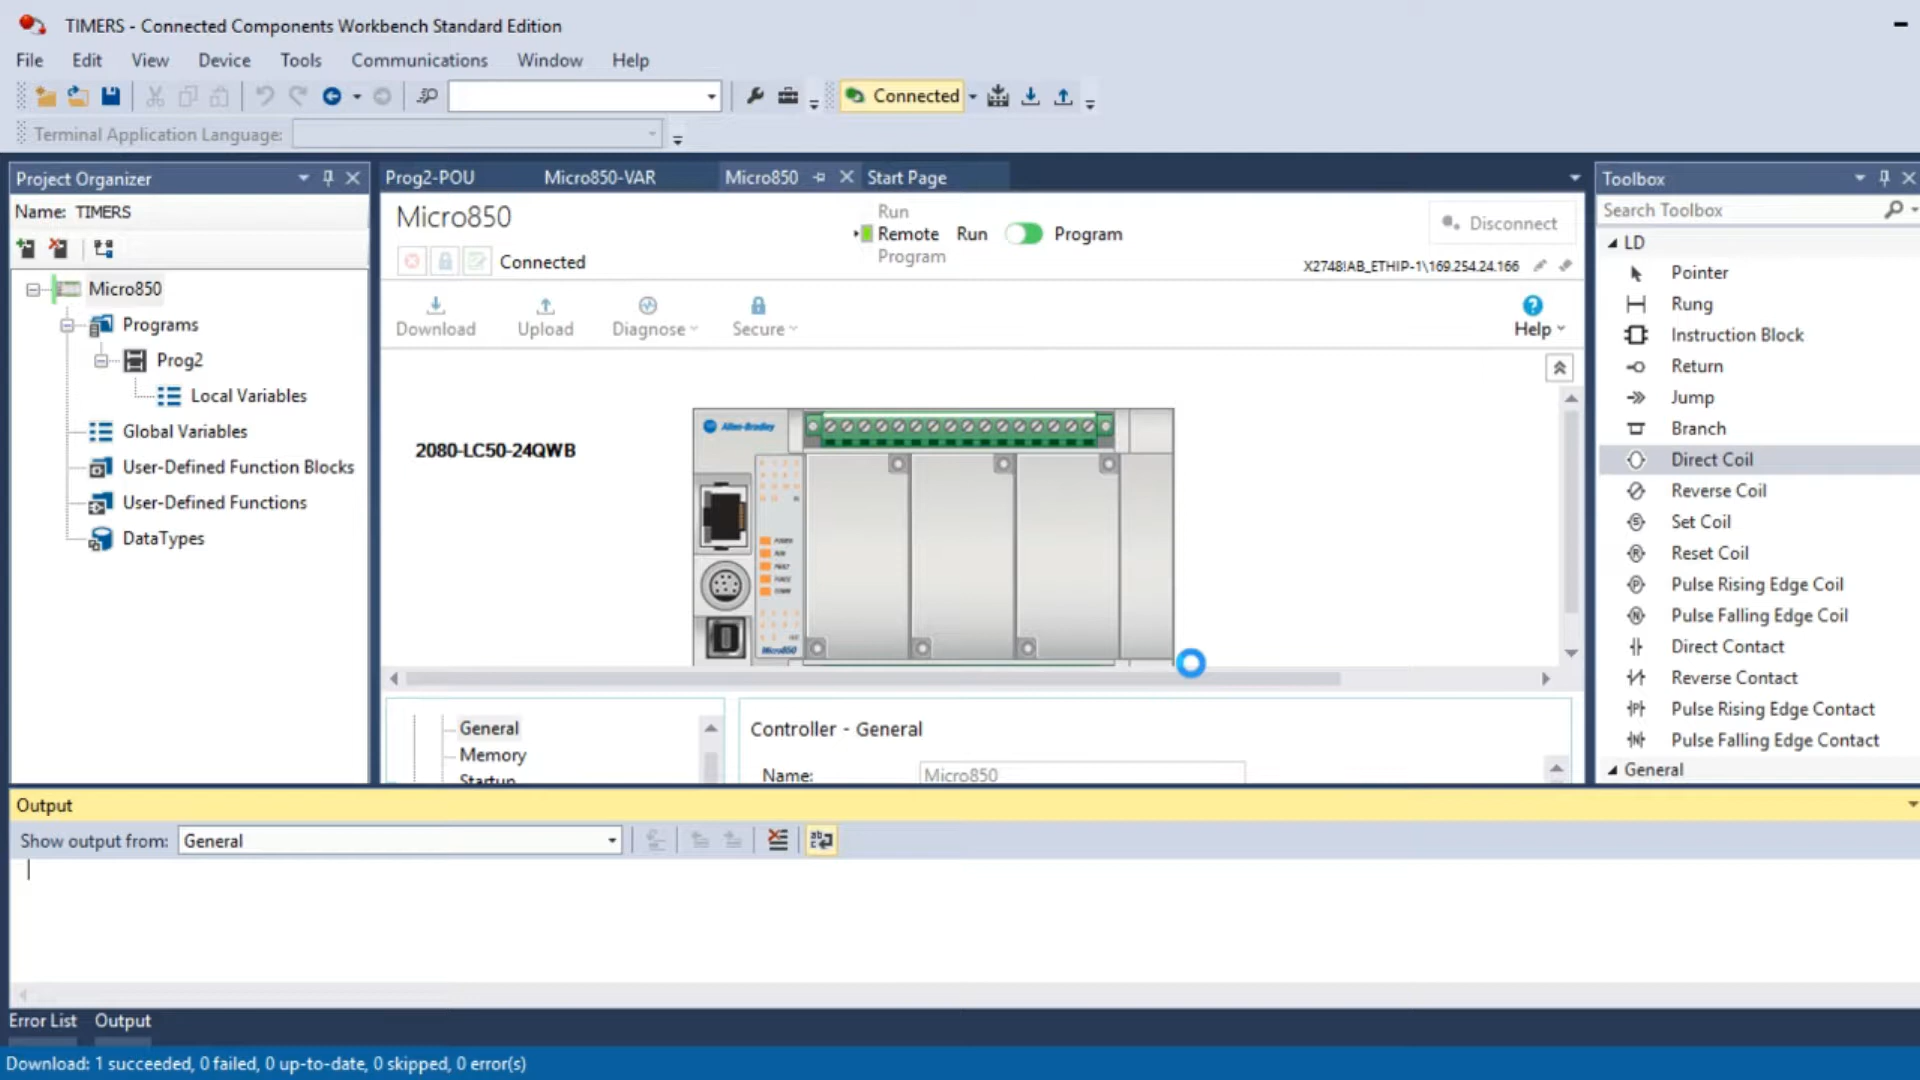 TIMERS - Connected Components Workbench Standard Edition
File Edit View Device Tools Communications Window Help
Connected
Terminal Application Language:
Project Organizer
Name: TIMERS
Micro850
Programs
Prog2
Local Variables
Global Variables
User-Defined Function Blocks
User-Defined Functions
DataTypes
Prog2-POU Micro850-VAR Micro850 Start Page
Micro850
Connected
Run
Remote Run Program
Program
Disconnect
X2748!AB_ETHIP-1\169.254.24.166
Download Upload Diagnose Secure Help
2080-LC50-24QWB
Allen-Bradley
Micro850
General
Memory
Startup
Controller - General
Name: Micro850
Toolbox
Search Toolbox
LD
Pointer
Rung
Instruction Block
Return
Jump
Branch
Direct Coil
Reverse Coil
Set Coil
Reset Coil
Pulse Rising Edge Coil
Pulse Falling Edge Coil
Direct Contact
Reverse Contact
Pulse Rising Edge Contact
Pulse Falling Edge Contact
General
Output
Show output from: General
Error List Output
Download: 1 succeeded, 0 failed, 0 up-to-date, 0 skipped, 0 error(s)